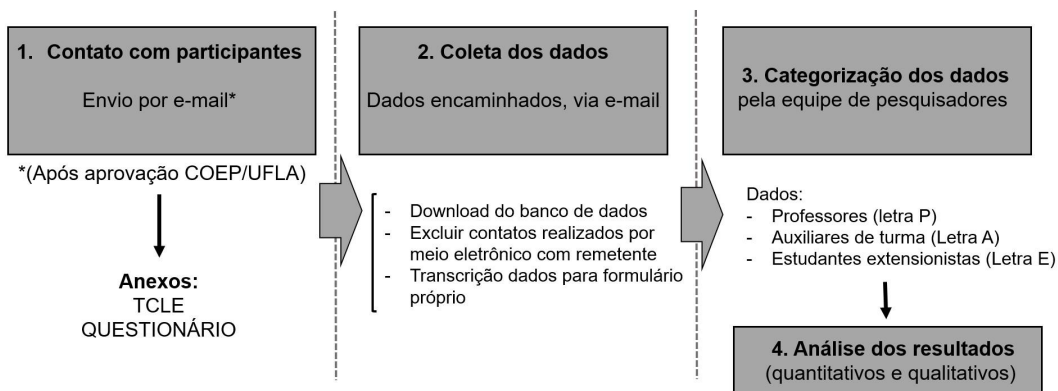 1. Contato com participantes
Envio por e-mail*
*(Após aprovação COEP/UFLA)
Anexos:
TCLE
QUESTIONÁRIO
2. Coleta dos dados
Dados encaminhados, via e-mail
- Download do banco de dados
- Excluir contatos realizados por
meio eletrônico com remetente
- Transcrição dados para formulário
próprio
3. Categorização dos dados
pela equipe de pesquisadores
Dados:
- Professores (letra P)
- Auxiliares de turma (Letra A)
- Estudantes extensionistas (Letra E)
4. Análise dos resultados
(quantitativos e qualitativos)